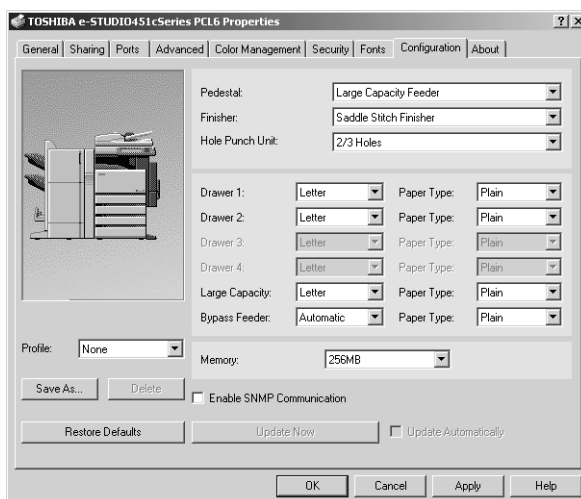 TOSHIBA e-STUDIO451cSeries PCL6 Properties
General Sharing Ports Advanced Color Management Security Fonts Configuration About
Pedestal: Large Capacity Feeder
Finisher: Saddle Stitch Finisher
Hole Punch Unit: 2/3 Holes
Drawer 1: Letter Paper Type: Plain
Drawer 2: Letter Paper Type: Plain
Drawer 3: Letter Paper Type: Plain
Drawer 4: Letter Paper Type: Plain
Large Capacity: Letter Paper Type: Plain
Bypass Feeder: Automatic Paper Type: Plain
Profile: None
Memory: 256MB
Save As... Delete
Enable SNMP Communication
Restore Defaults Update Now Update Automatically
OK Cancel Apply Help